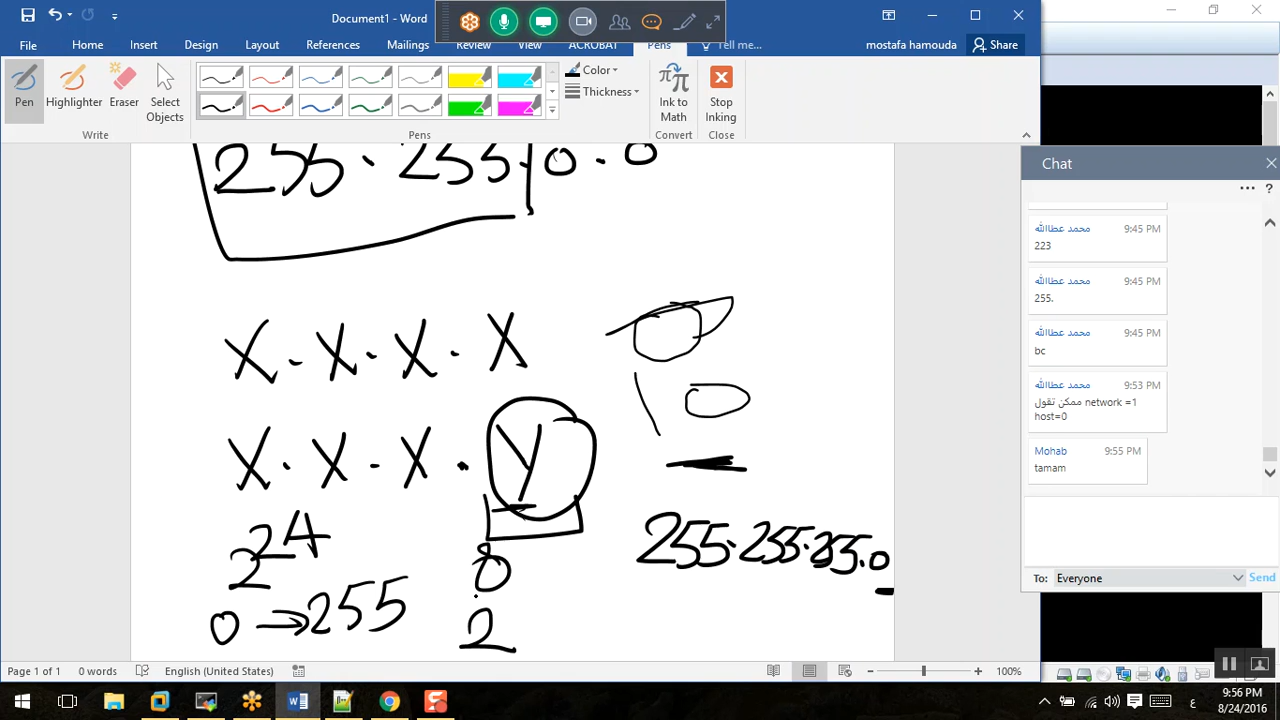 Document1 - Word
File Home Insert Design Layout References Mailings Review View ACROBAT Pens Tell me...
mostafa hamouda Share
Pen Highlighter Eraser Select Objects
Write
Pens
Color
Thickness
Ink to Math
Convert
Stop Inking
Close
255.255.0.0
X.X.X.X
X.X.X.Y
24
2
0 → 255
8
2
255.255.255.0
Chat
محمد عطاالله 9:45 PM
223
محمد عطاالله 9:45 PM
255.
محمد عطاالله 9:45 PM
bc
محمد عطاالله 9:53 PM
ممكن تقول network =1
host=0
Mohab 9:55 PM
tamam
To: Everyone Send
Page 1 of 1 0 words English (United States) 100%
ع 9:56 PM
8/24/2016